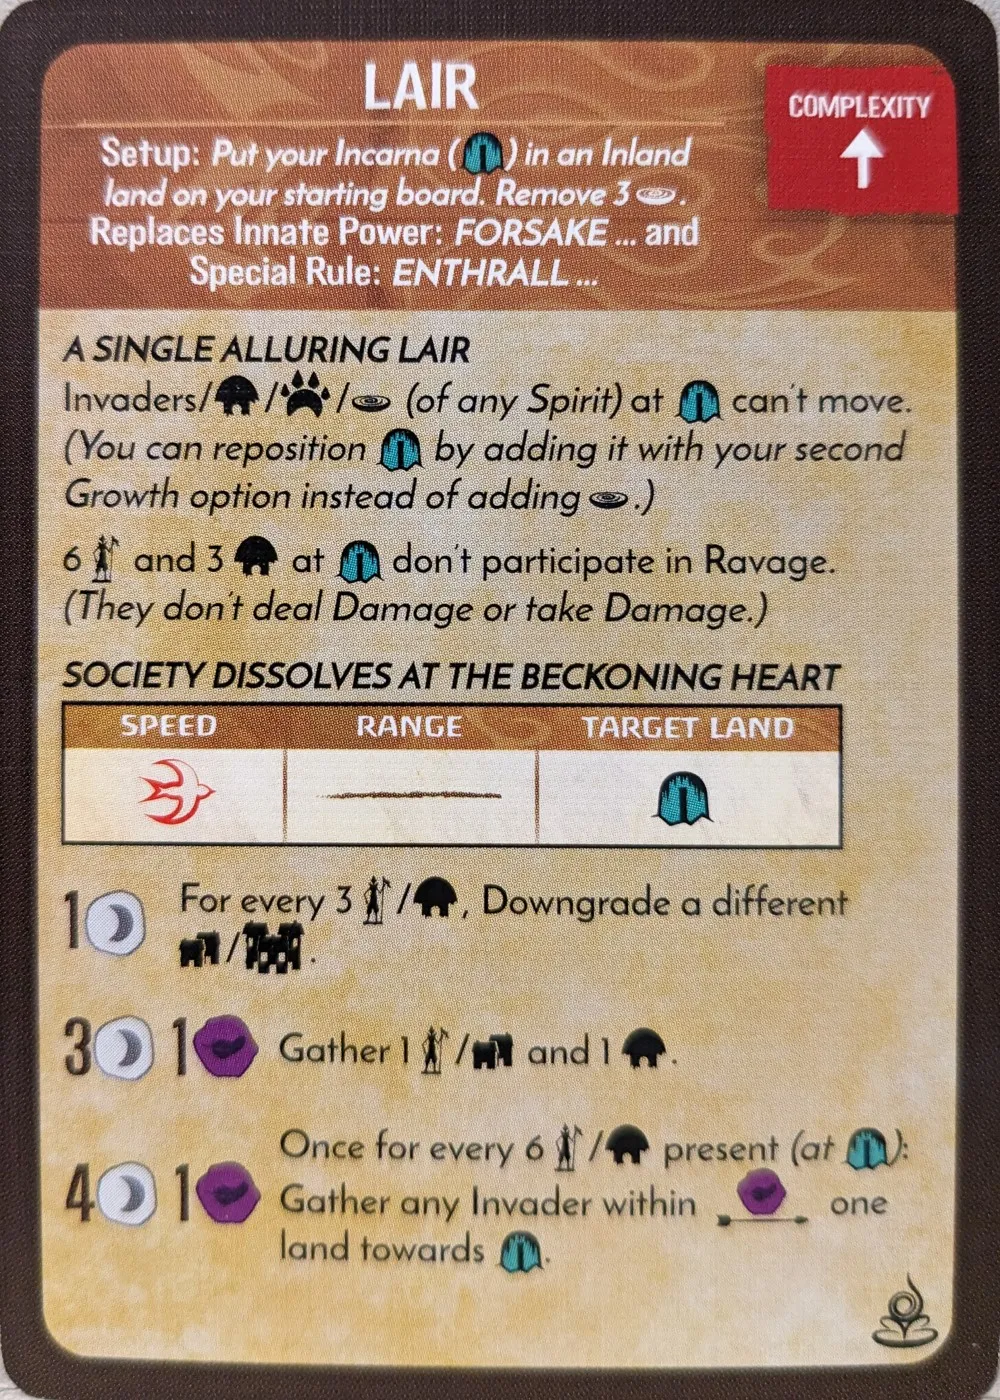 LAIR
COMPLEXITY
Setup: Put your Incarna ( ) in an Inland
land on your starting board. Remove 3 .
Replaces Innate Power: FORSAKE ... and
Special Rule: ENTHRALL ...
A SINGLE ALLURING LAIR
Invaders/ / / (of any Spirit) at can't move.
(You can reposition by adding it with your second
Growth option instead of adding .)
6 and 3 at don't participate in Ravage.
(They don't deal Damage or take Damage.)
SOCIETY DISSOLVES AT THE BECKONING HEART
SPEED RANGE TARGET LAND
1 For every 3 / , Downgrade a different
/ .
3 1 Gather 1 / and 1 .
Once for every 6 / present (at ):
4 1 Gather any Invader within one
land towards .